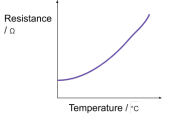 Resistance
/ Ω
Temperature / °C